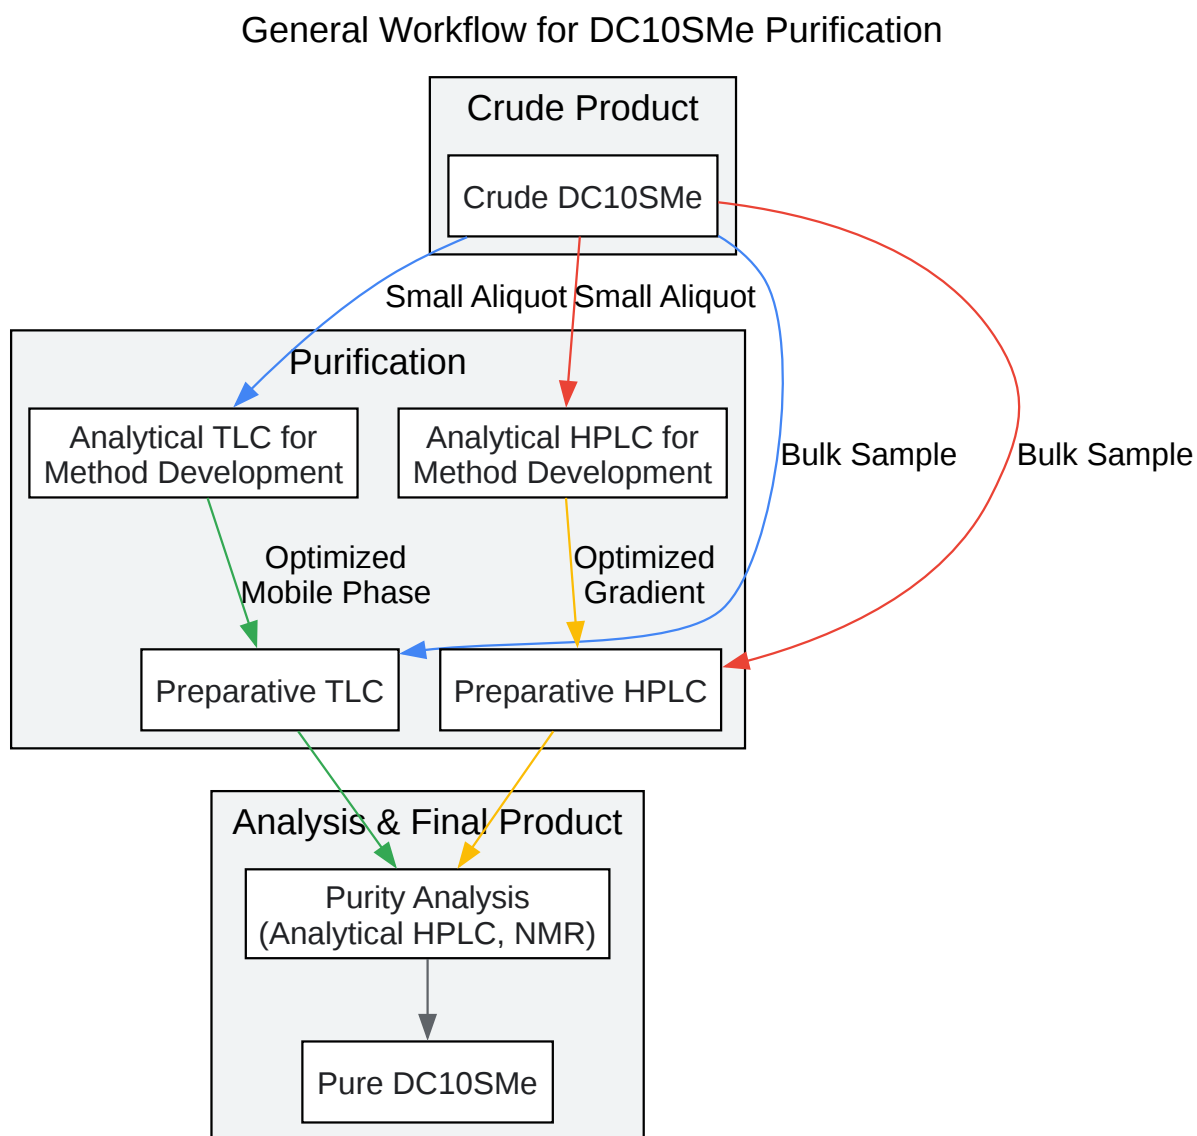 General Workflow for DC10SMe Purification
Crude Product
Crude DC10SMe
Small Aliquot
Small Aliquot
Purification
Analytical TLC for
Method Development
Analytical HPLC for
Method Development
Bulk Sample
Bulk Sample
Optimized
Mobile Phase
Optimized
Gradient
Preparative TLC
Preparative HPLC
Analysis & Final Product
Purity Analysis
(Analytical HPLC, NMR)
Pure DC10SMe